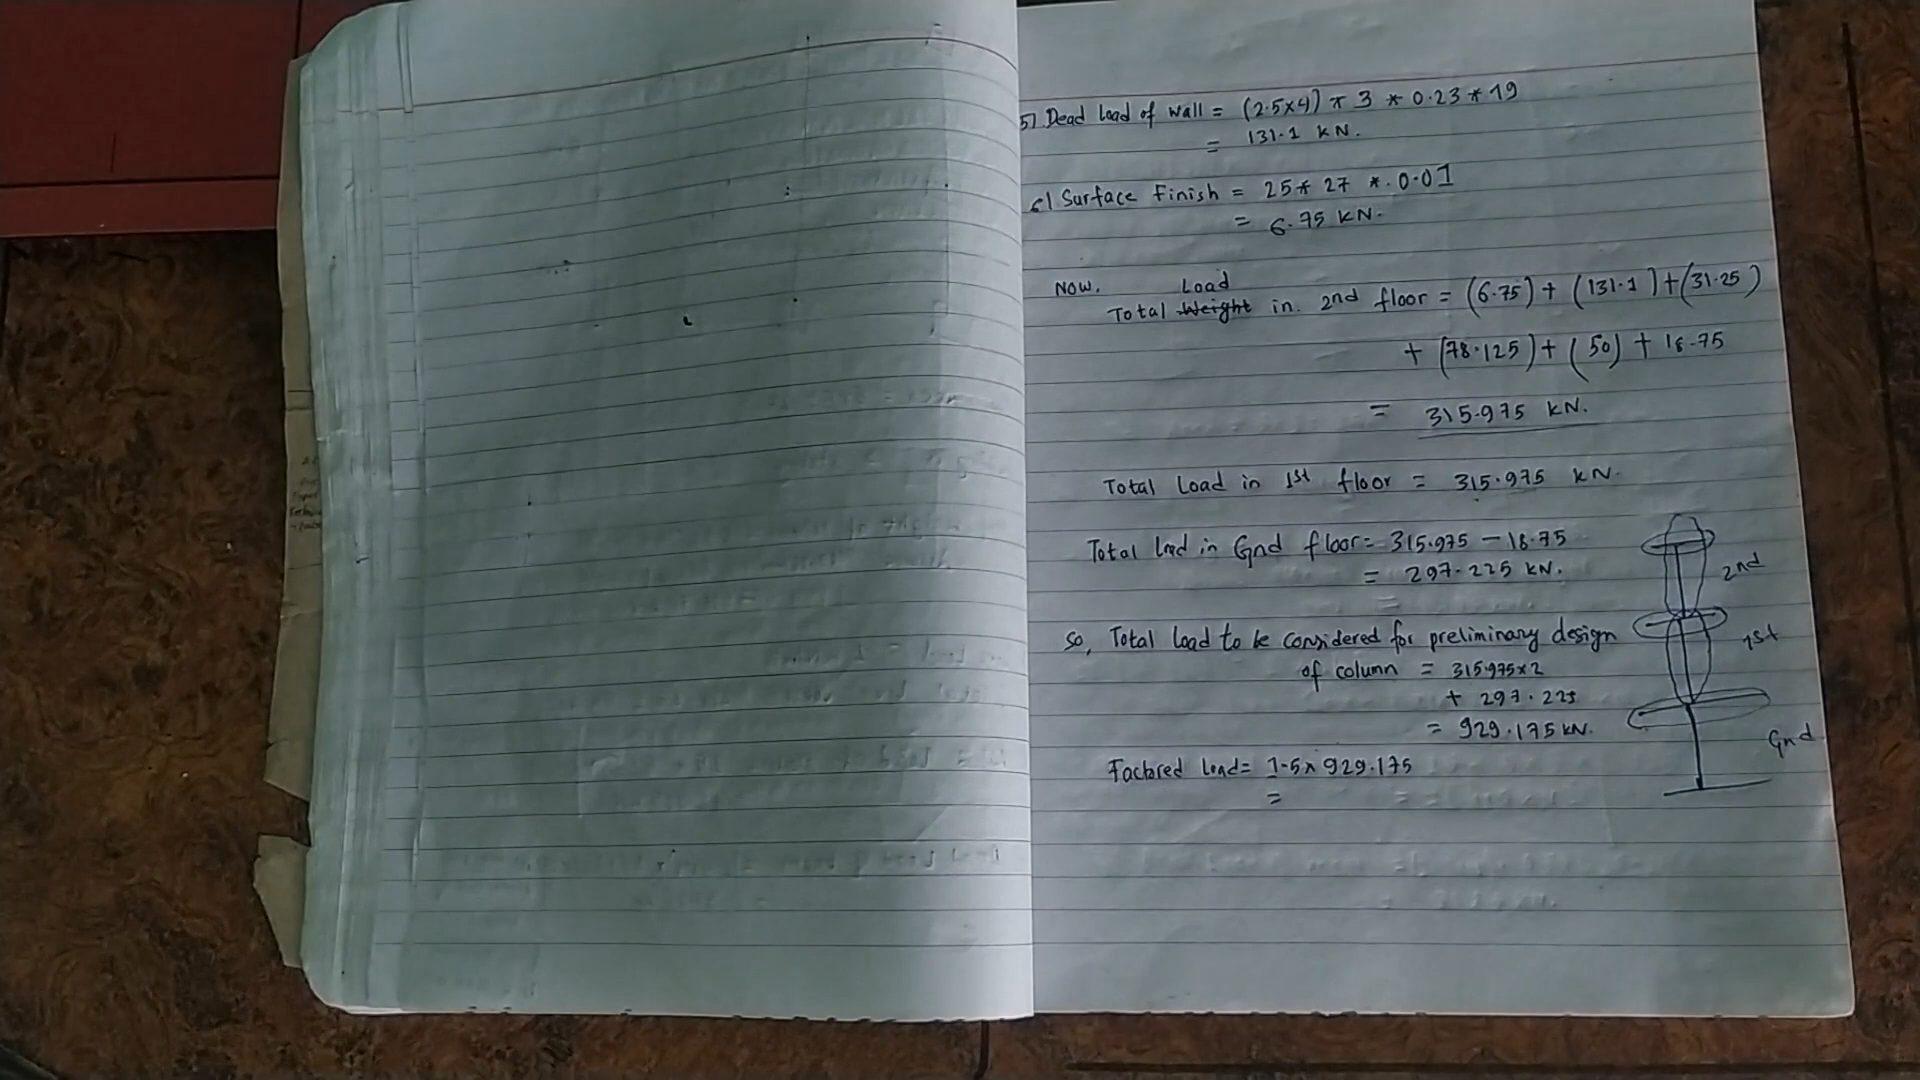 5] Dead load of wall = (2.5x4) * 3 * 0.23 * 19
= 131.1 KN.
6] Surface Finish = 25 * 27 * 0.01
= 6.75 KN.
Now,
Load
Total Weight in 2nd floor = (6.75) + (131.1) + (31.25)
+ (78.125) + (50) + 18.75
= 315.975 KN.
Total Load in 1st floor = 315.975 KN.
Total load in Gnd floor = 315.975 - 18.75
= 297.225 KN.
So, Total load to be considered for preliminary design
of column = 315.975x2
+ 297.225
= 929.175 KN.
Factored load = 1.5x929.175
=
2nd
1st
Gnd